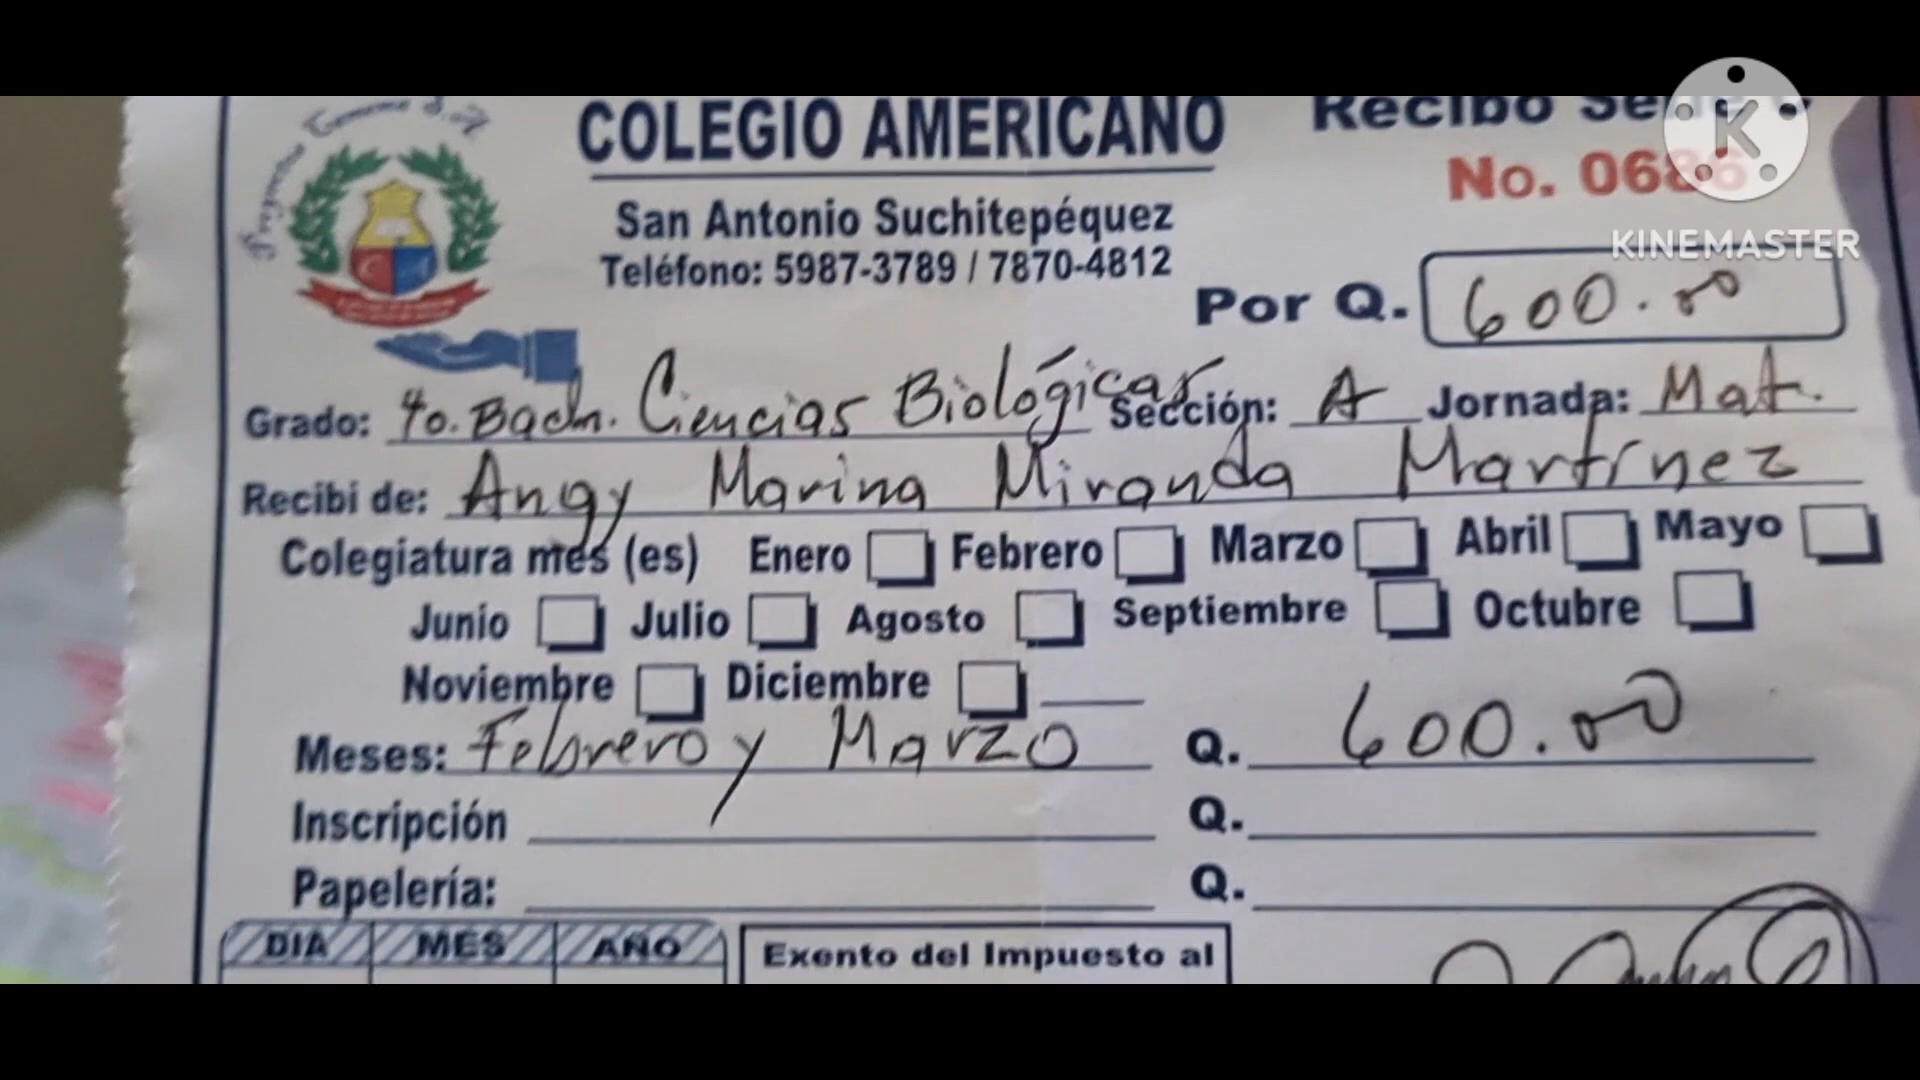 COLEGIO AMERICANO
Recibo Serie C
No. 0686
KINEMASTER
San Antonio Suchitepéquez
Teléfono: 5987-3789 / 7870-4812
Por Q. 600.00
Grado: 4o. Bach. Ciencias Biológicas Sección: A Jornada: Mat.
Recibi de: Angy Marina Miranda Martínez
Colegiatura mes (es) Enero Febrero Marzo Abril Mayo
Junio Julio Agosto Septiembre Octubre
Noviembre Diciembre
Meses: Febrero y Marzo Q. 600.00
Inscripción Q.
Papelería: Q.
DIA MES AÑO
Exento del Impuesto al